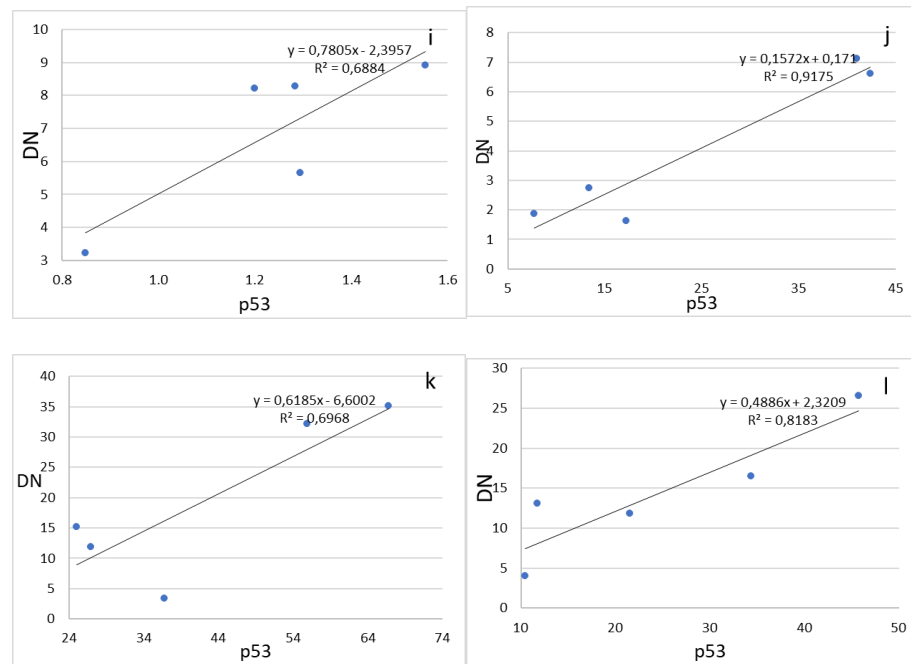 i
10
y = 0,7805x - 2,3957
R² = 0,6884
9
8
7
DN
6
5
4
3
0.8 1.0 1.2 1.4 1.6
p53
j
8
y = 0,1572x + 0,171
R² = 0,9175
7
6
5
4
DN
3
2
1
0
5 15 25 35 45
p53
k
40
y = 0,6185x - 6,6002
R² = 0,6968
35
30
25
DN
20
15
10
5
0
24 34 44 54 64 74
p53
l
30
y = 0,4886x + 2,3209
R² = 0,8183
25
20
15
DN
10
5
0
10 20 30 40 50
p53